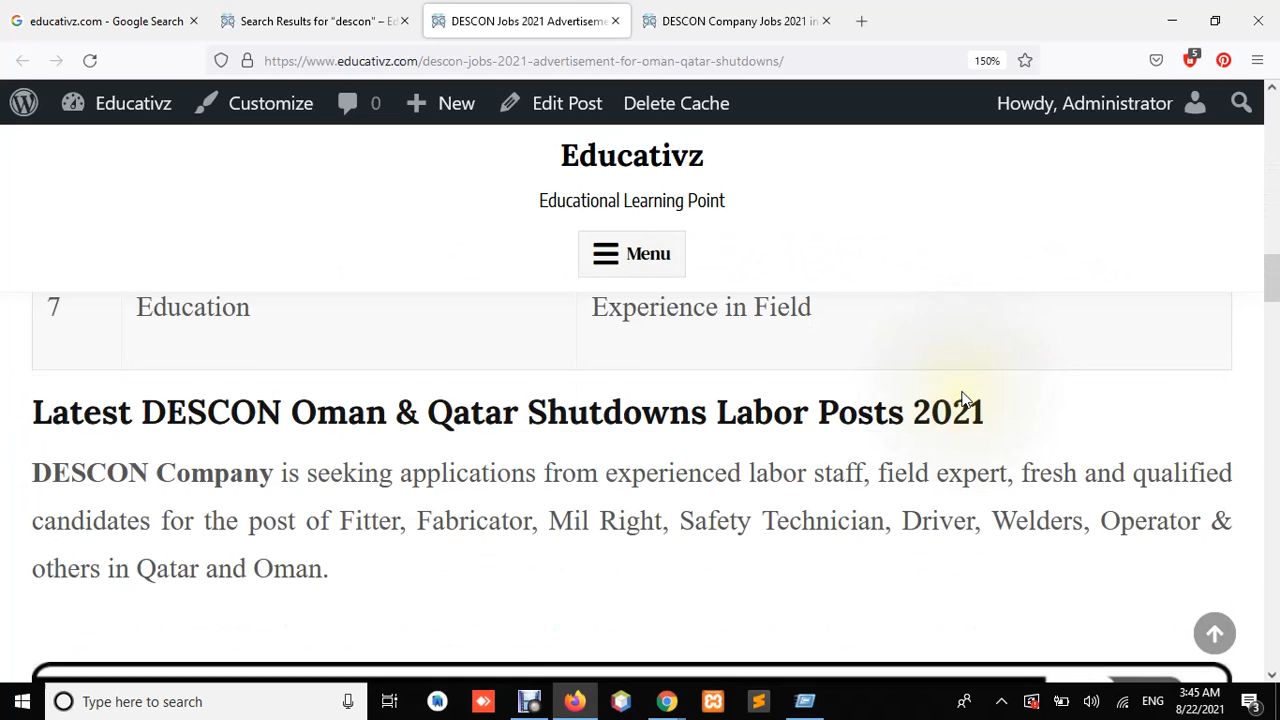 educativz.com - Google Search
Search Results for "descon" – Ed
DESCON Jobs 2021 Advertiseme
DESCON Company Jobs 2021 in
https://www.educativz.com/descon-jobs-2021-advertisement-for-oman-qatar-shutdowns/
150%
5
Educativz
Customize
0
New
Edit Post
Delete Cache
Howdy, Administrator
Educativz
Educational Learning Point
Menu
7 Education Experience in Field
Latest DESCON Oman & Qatar Shutdowns Labor Posts 2021
DESCON Company is seeking applications from experienced labor staff, field expert, fresh and qualified
candidates for the post of Fitter, Fabricator, Mil Right, Safety Technician, Driver, Welders, Operator &
others in Qatar and Oman.
Type here to search
ENG
3:45 AM
8/22/2021
3